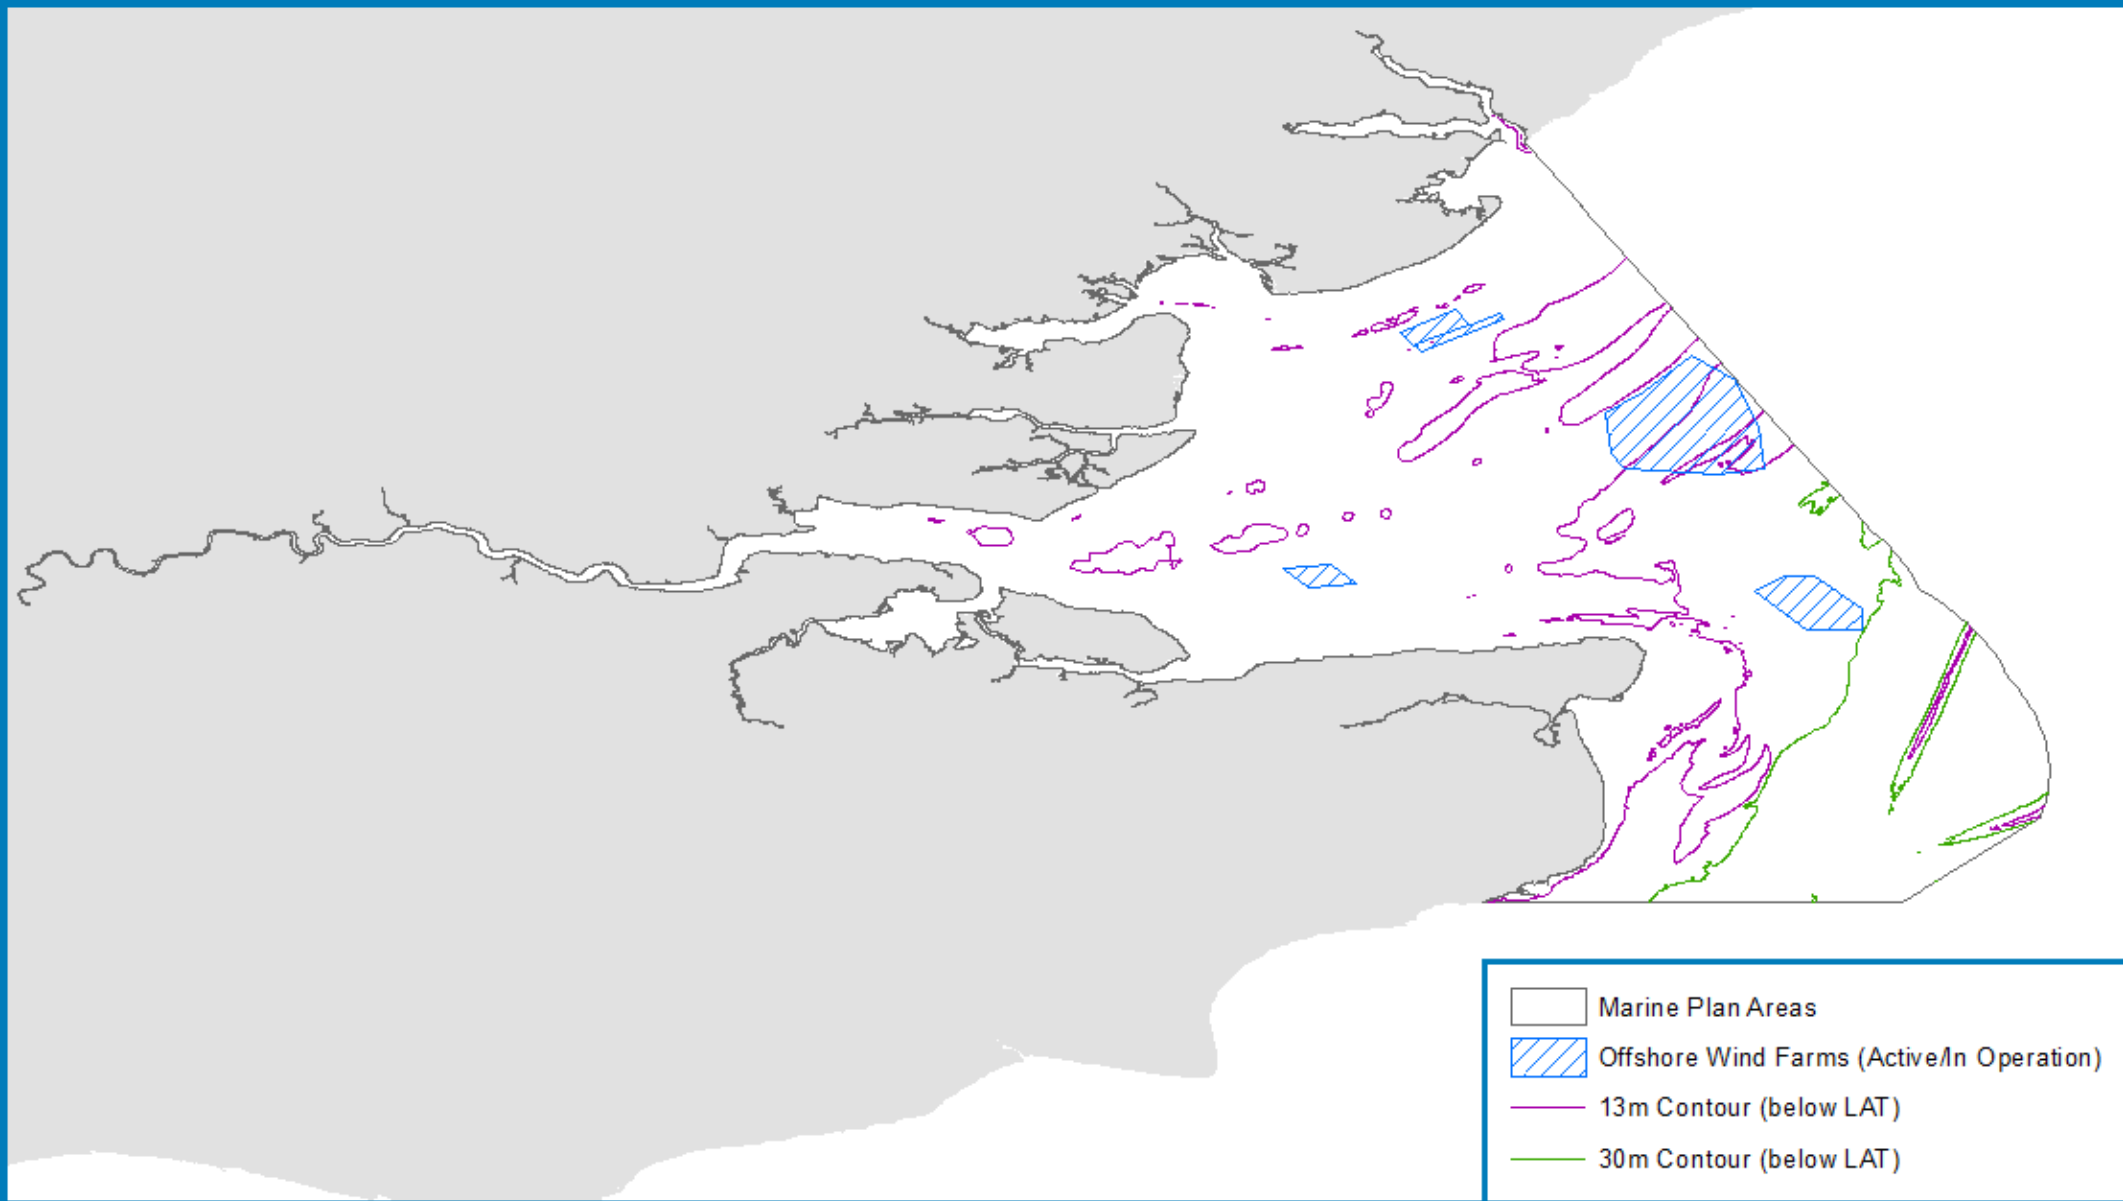 Marine Plan Areas
Offshore Wind Farms (Active/In Operation)
13m Contour (below LAT)
30m Contour (below LAT)